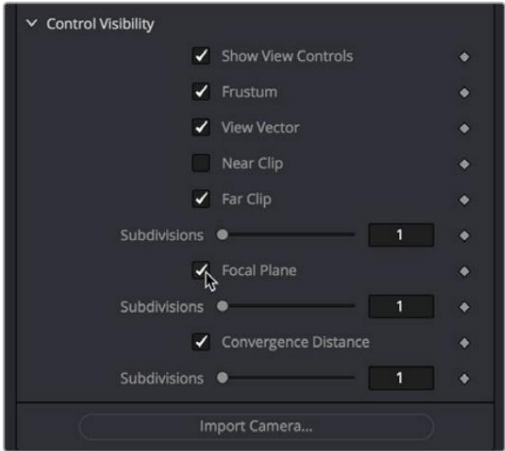 Control Visibility
Show View Controls
Frustum
View Vector
Near Clip
Far Clip
Subdivisions 1
Focal Plane
Subdivisions 1
Convergence Distance
Subdivisions 1
Import Camera...